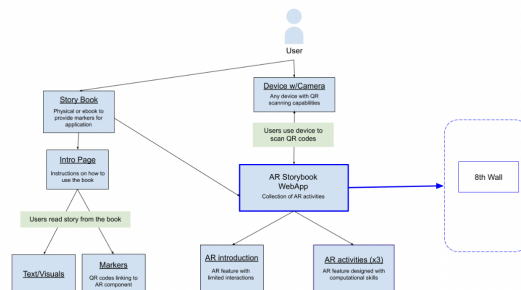 User
Story Book
Physical or ebook to
provide markers for
application
Device w/Camera
Any device with QR
scanning capabilities
Users use device to
scan QR codes
Intro Page
Instructions on how to
use the book
AR Storybook
WebApp
Collection of AR activities
8th Wall
Users read story from the book
Text/Visuals
Markers
QR codes linking to
AR component
AR introduction
AR feature with
limited interactions
AR activities (x3)
AR feature designed with
computational skills